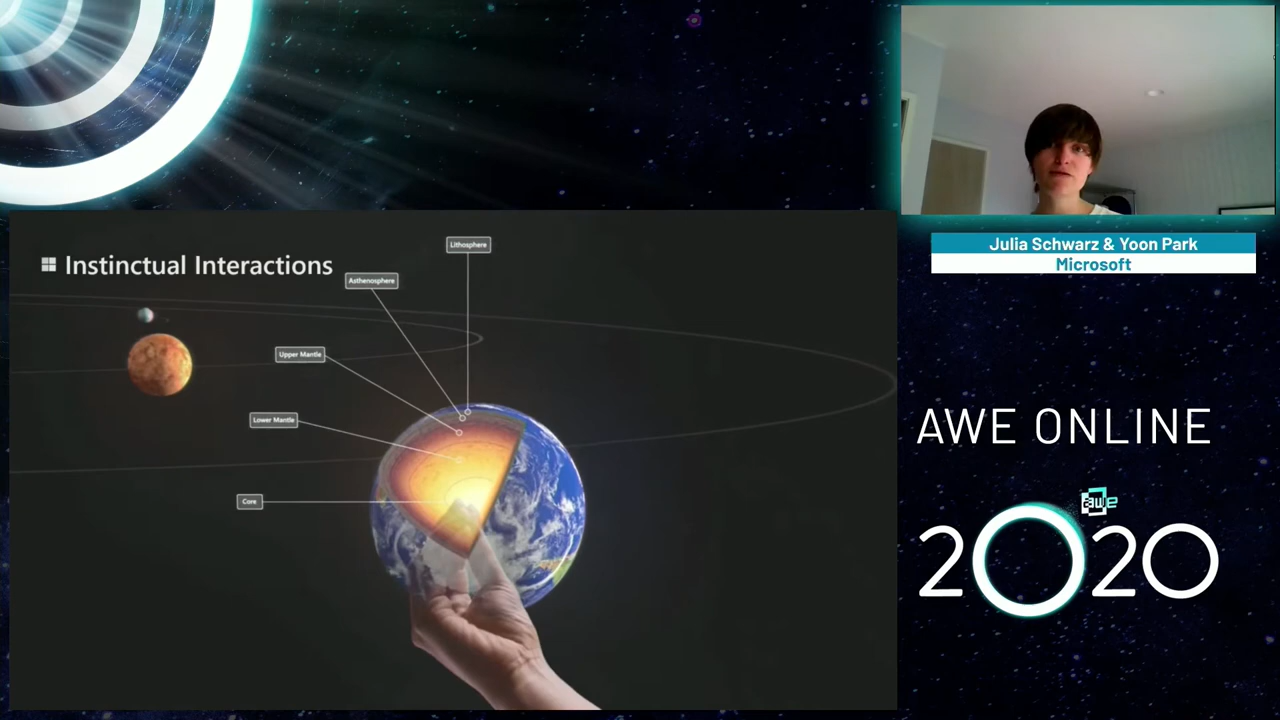 Instinctual Interactions
Lithosphere
Asthenosphere
Upper Mantle
Lower Mantle
Core
Julia Schwarz & Yoon Park
Microsoft
AWE ONLINE
awe
2020